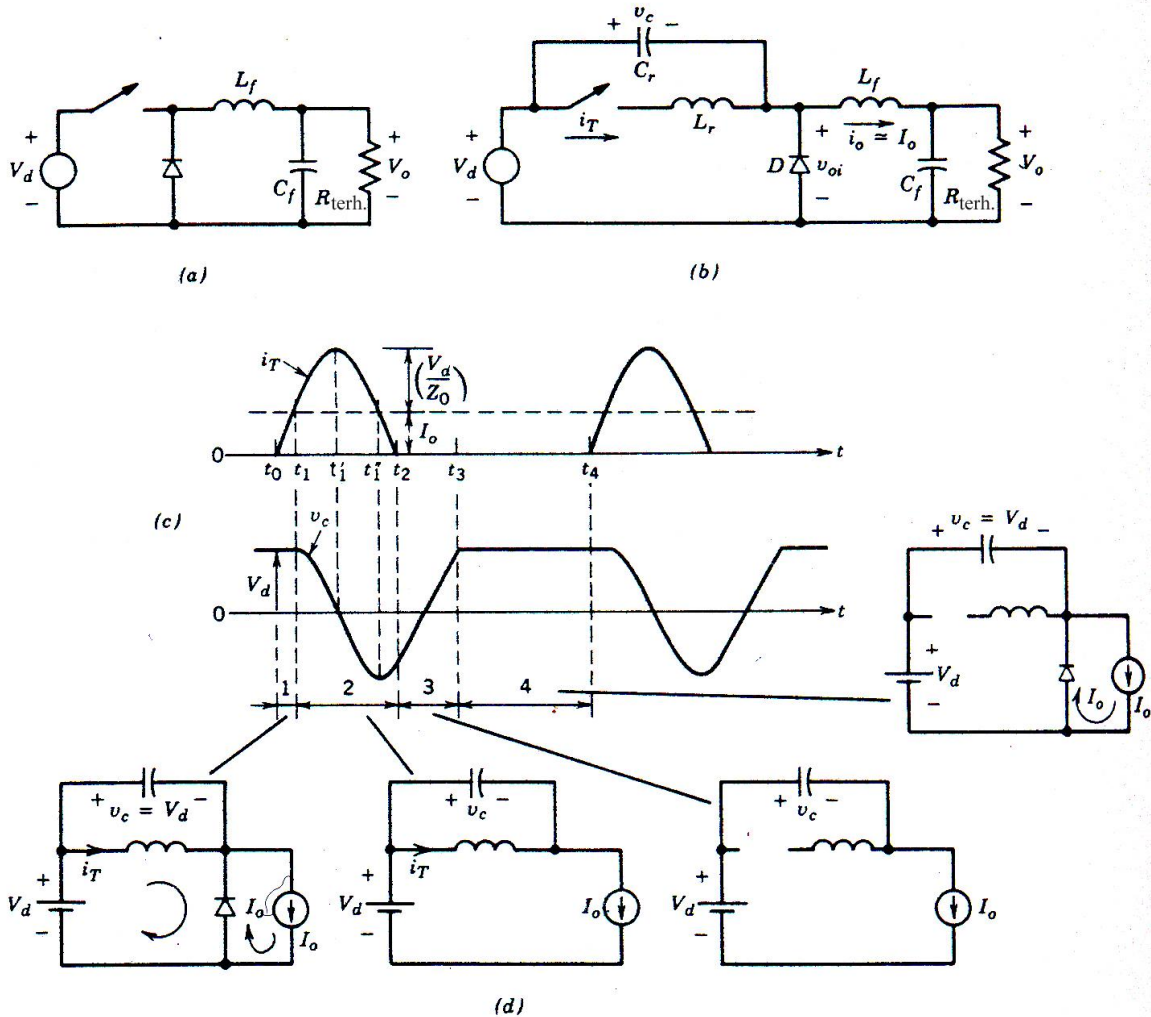 L_f
+
V_d
−
C_f
R_terh.
+
V_o
−
(a)
+ v_c −
C_r
i_T
L_r
+
V_d
−
D
+
v_oi
−
L_f
i_o ≃ I_o
C_f
R_terh.
+
V_o
−
(b)
i_T
(V_d/Z_0)
I_o
0
t_0 t_1 t_1' t_1" t_2 t_3 t_4 t
(c)
v_c
V_d
0
t
1 2 3 4
+ v_c = V_d −
+
V_d
−
I_o
I_o
+ v_c = V_d −
i_T
+
V_d
−
I_o
I_o
+ v_c −
i_T
+
V_d
−
I_o
+ v_c −
+
V_d
−
I_o
(d)